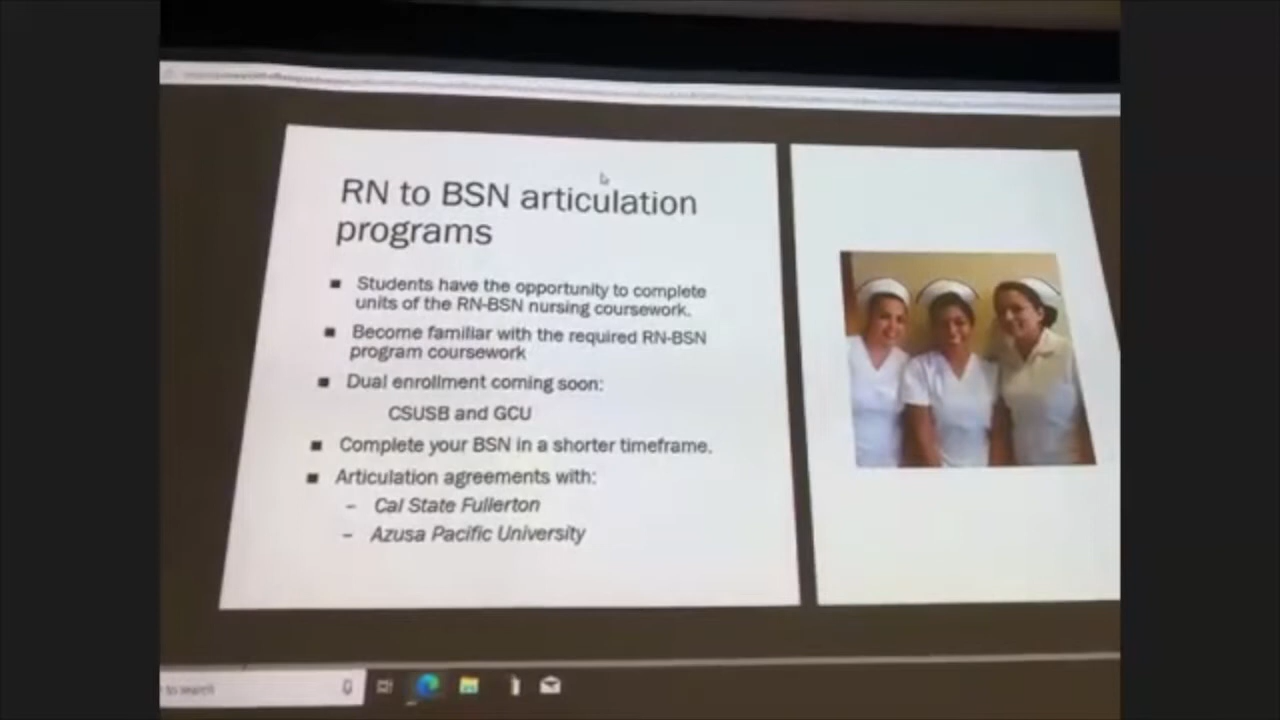 RN to BSN articulation
programs
■ Students have the opportunity to complete
units of the RN-BSN nursing coursework.
■ Become familiar with the required RN-BSN
program coursework
■ Dual enrollment coming soon:
CSUSB and GCU
■ Complete your BSN in a shorter timeframe.
■ Articulation agreements with:
– Cal State Fullerton
– Azusa Pacific University
to search